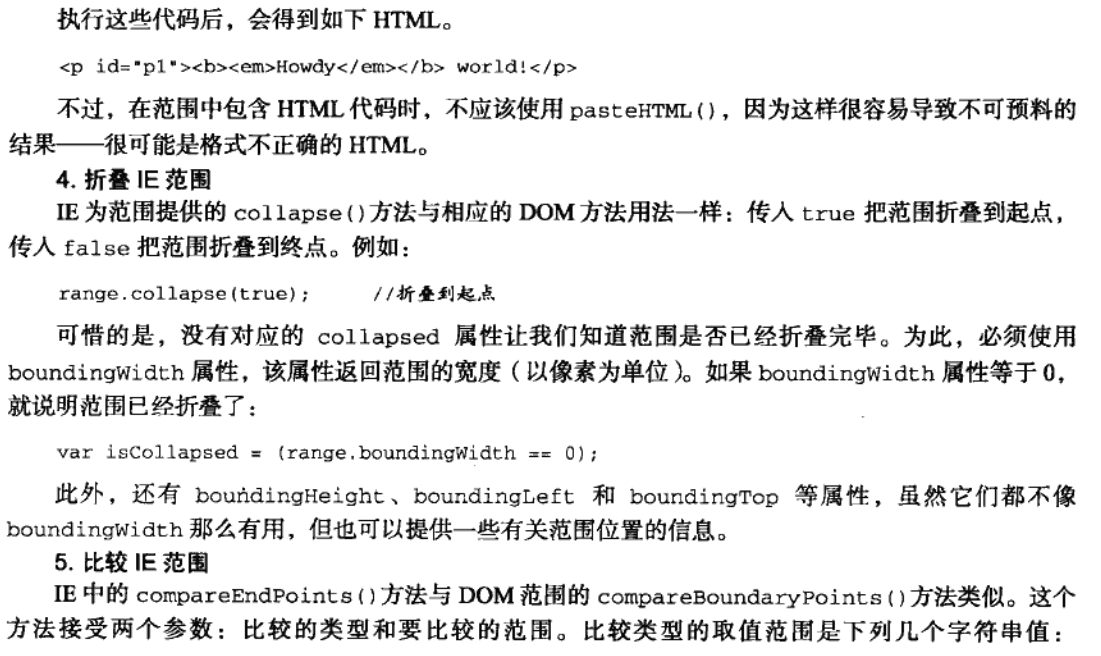 执行这些代码后，会得到如下 HTML。
<p id="p1"><b><em>Howdy</em></b> world!</p>
不过，在范围中包含 HTML 代码时，不应该使用 pasteHTML()，因为这样很容易导致不可预料的
结果——很可能是格式不正确的 HTML。
4. 折叠 IE 范围
IE 为范围提供的 collapse()方法与相应的 DOM 方法用法一样：传入 true 把范围折叠到起点，
传入 false 把范围折叠到终点。例如：
range.collapse(true); //折叠到起点
可惜的是，没有对应的 collapsed 属性让我们知道范围是否已经折叠完毕。为此，必须使用
boundingWidth 属性，该属性返回范围的宽度（以像素为单位）。如果 boundingWidth 属性等于 0，
就说明范围已经折叠了：
var isCollapsed = (range.boundingWidth == 0);
此外，还有 boundingHeight、boundingLeft 和 boundingTop 等属性，虽然它们都不像
boundingWidth 那么有用，但也可以提供一些有关范围位置的信息。
5. 比较 IE 范围
IE 中的 compareEndPoints()方法与 DOM 范围的 compareBoundaryPoints()方法类似。这个
方法接受两个参数：比较的类型和要比较的范围。比较类型的取值范围是下列几个字符串值：